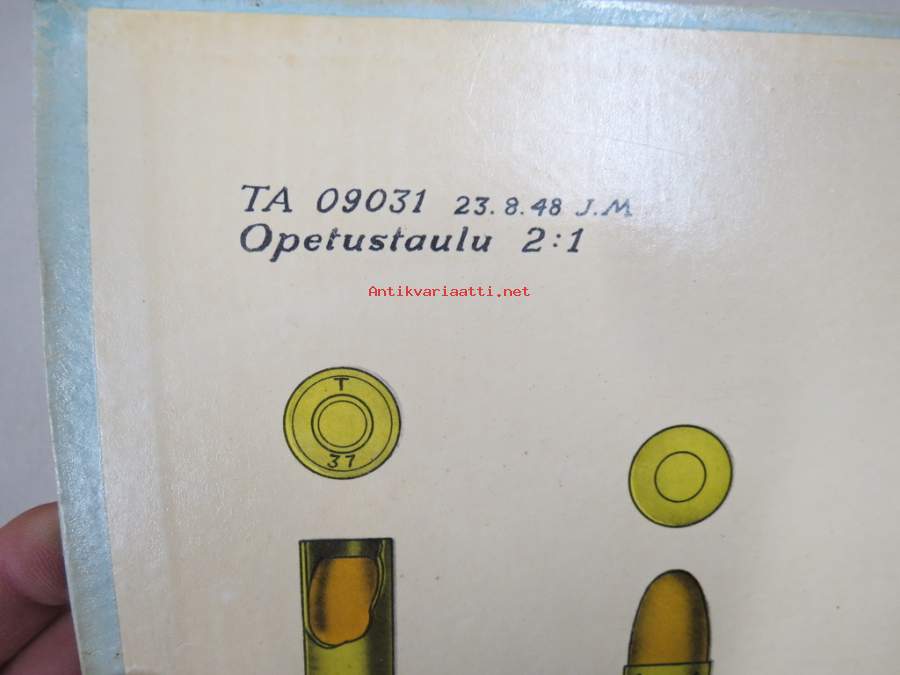 TA 09031 23.8.48 J.M
Opetustaulu 2:1
Antikvariaatti.net
T
37